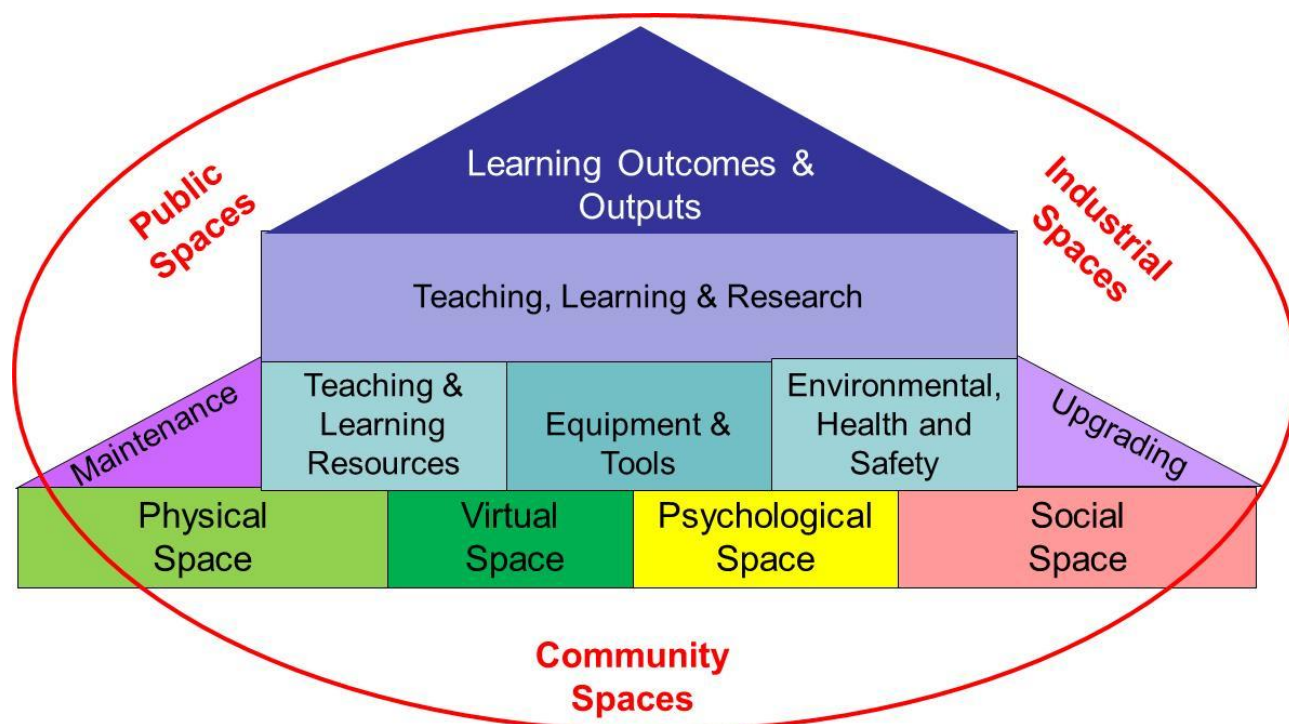 Learning Outcomes &
Outputs
Public
Spaces
Industrial
Spaces
Teaching, Learning & Research
Maintenance
Teaching &
Learning
Resources
Equipment &
Tools
Environmental,
Health and
Safety
Upgrading
Physical
Space
Virtual
Space
Psychological
Space
Social
Space
Community
Spaces